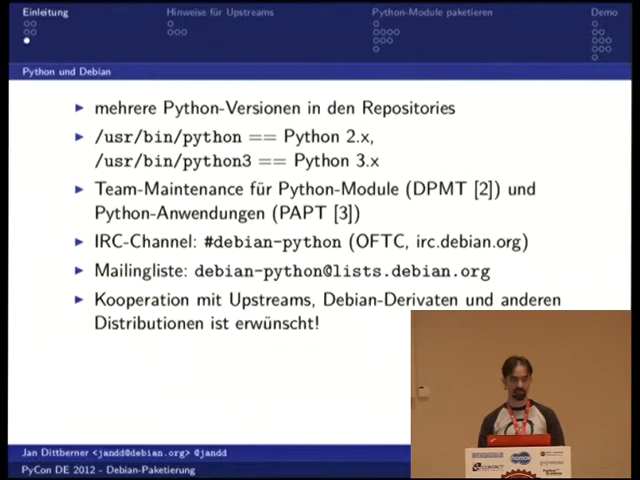 Einleitung
Hinweise für Upstreams
Python-Module paketieren
Demo
Python und Debian
mehrere Python-Versionen in den Repositories
/usr/bin/python == Python 2.x,
/usr/bin/python3 == Python 3.x
Team-Maintenance für Python-Module (DPMT [2]) und
Python-Anwendungen (PAPT [3])
IRC-Channel: #debian-python (OFTC, irc.debian.org)
Mailingliste: debian-python@lists.debian.org
Kooperation mit Upstreams, Debian-Derivaten und anderen
Distributionen ist erwünscht!
Jan Dittberner <jandd@debian.org> @jandd
PyCon DE 2012 - Debian-Paketierung